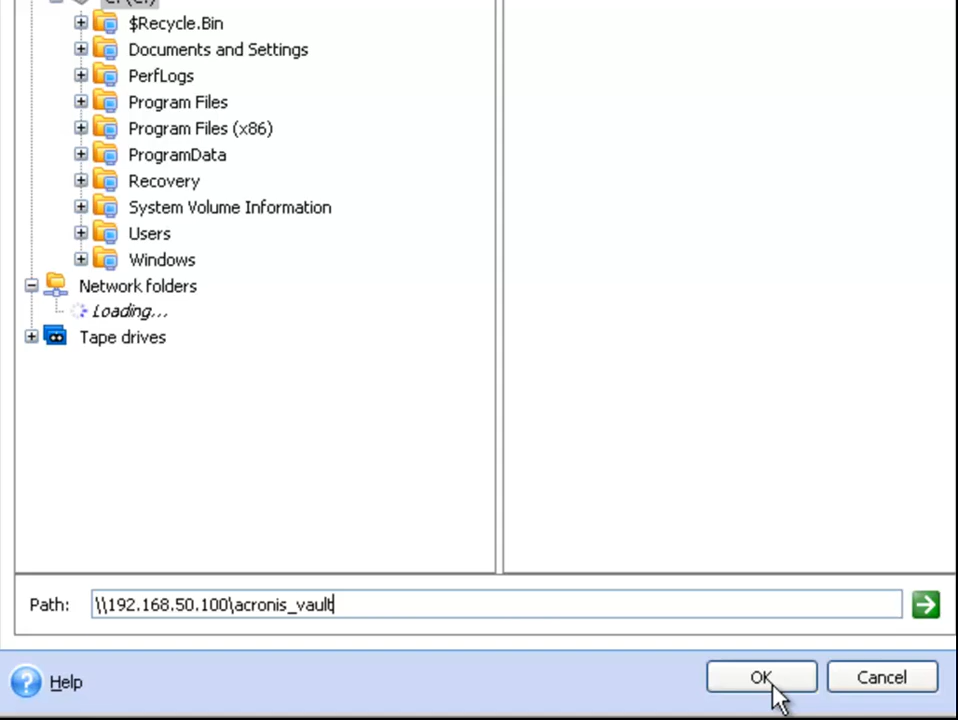 $Recycle.Bin
Documents and Settings
PerfLogs
Program Files
Program Files (x86)
ProgramData
Recovery
System Volume Information
Users
Windows
Network folders
Loading...
Tape drives
Path: \\192.168.50.100\acronis_vault
Help OK Cancel